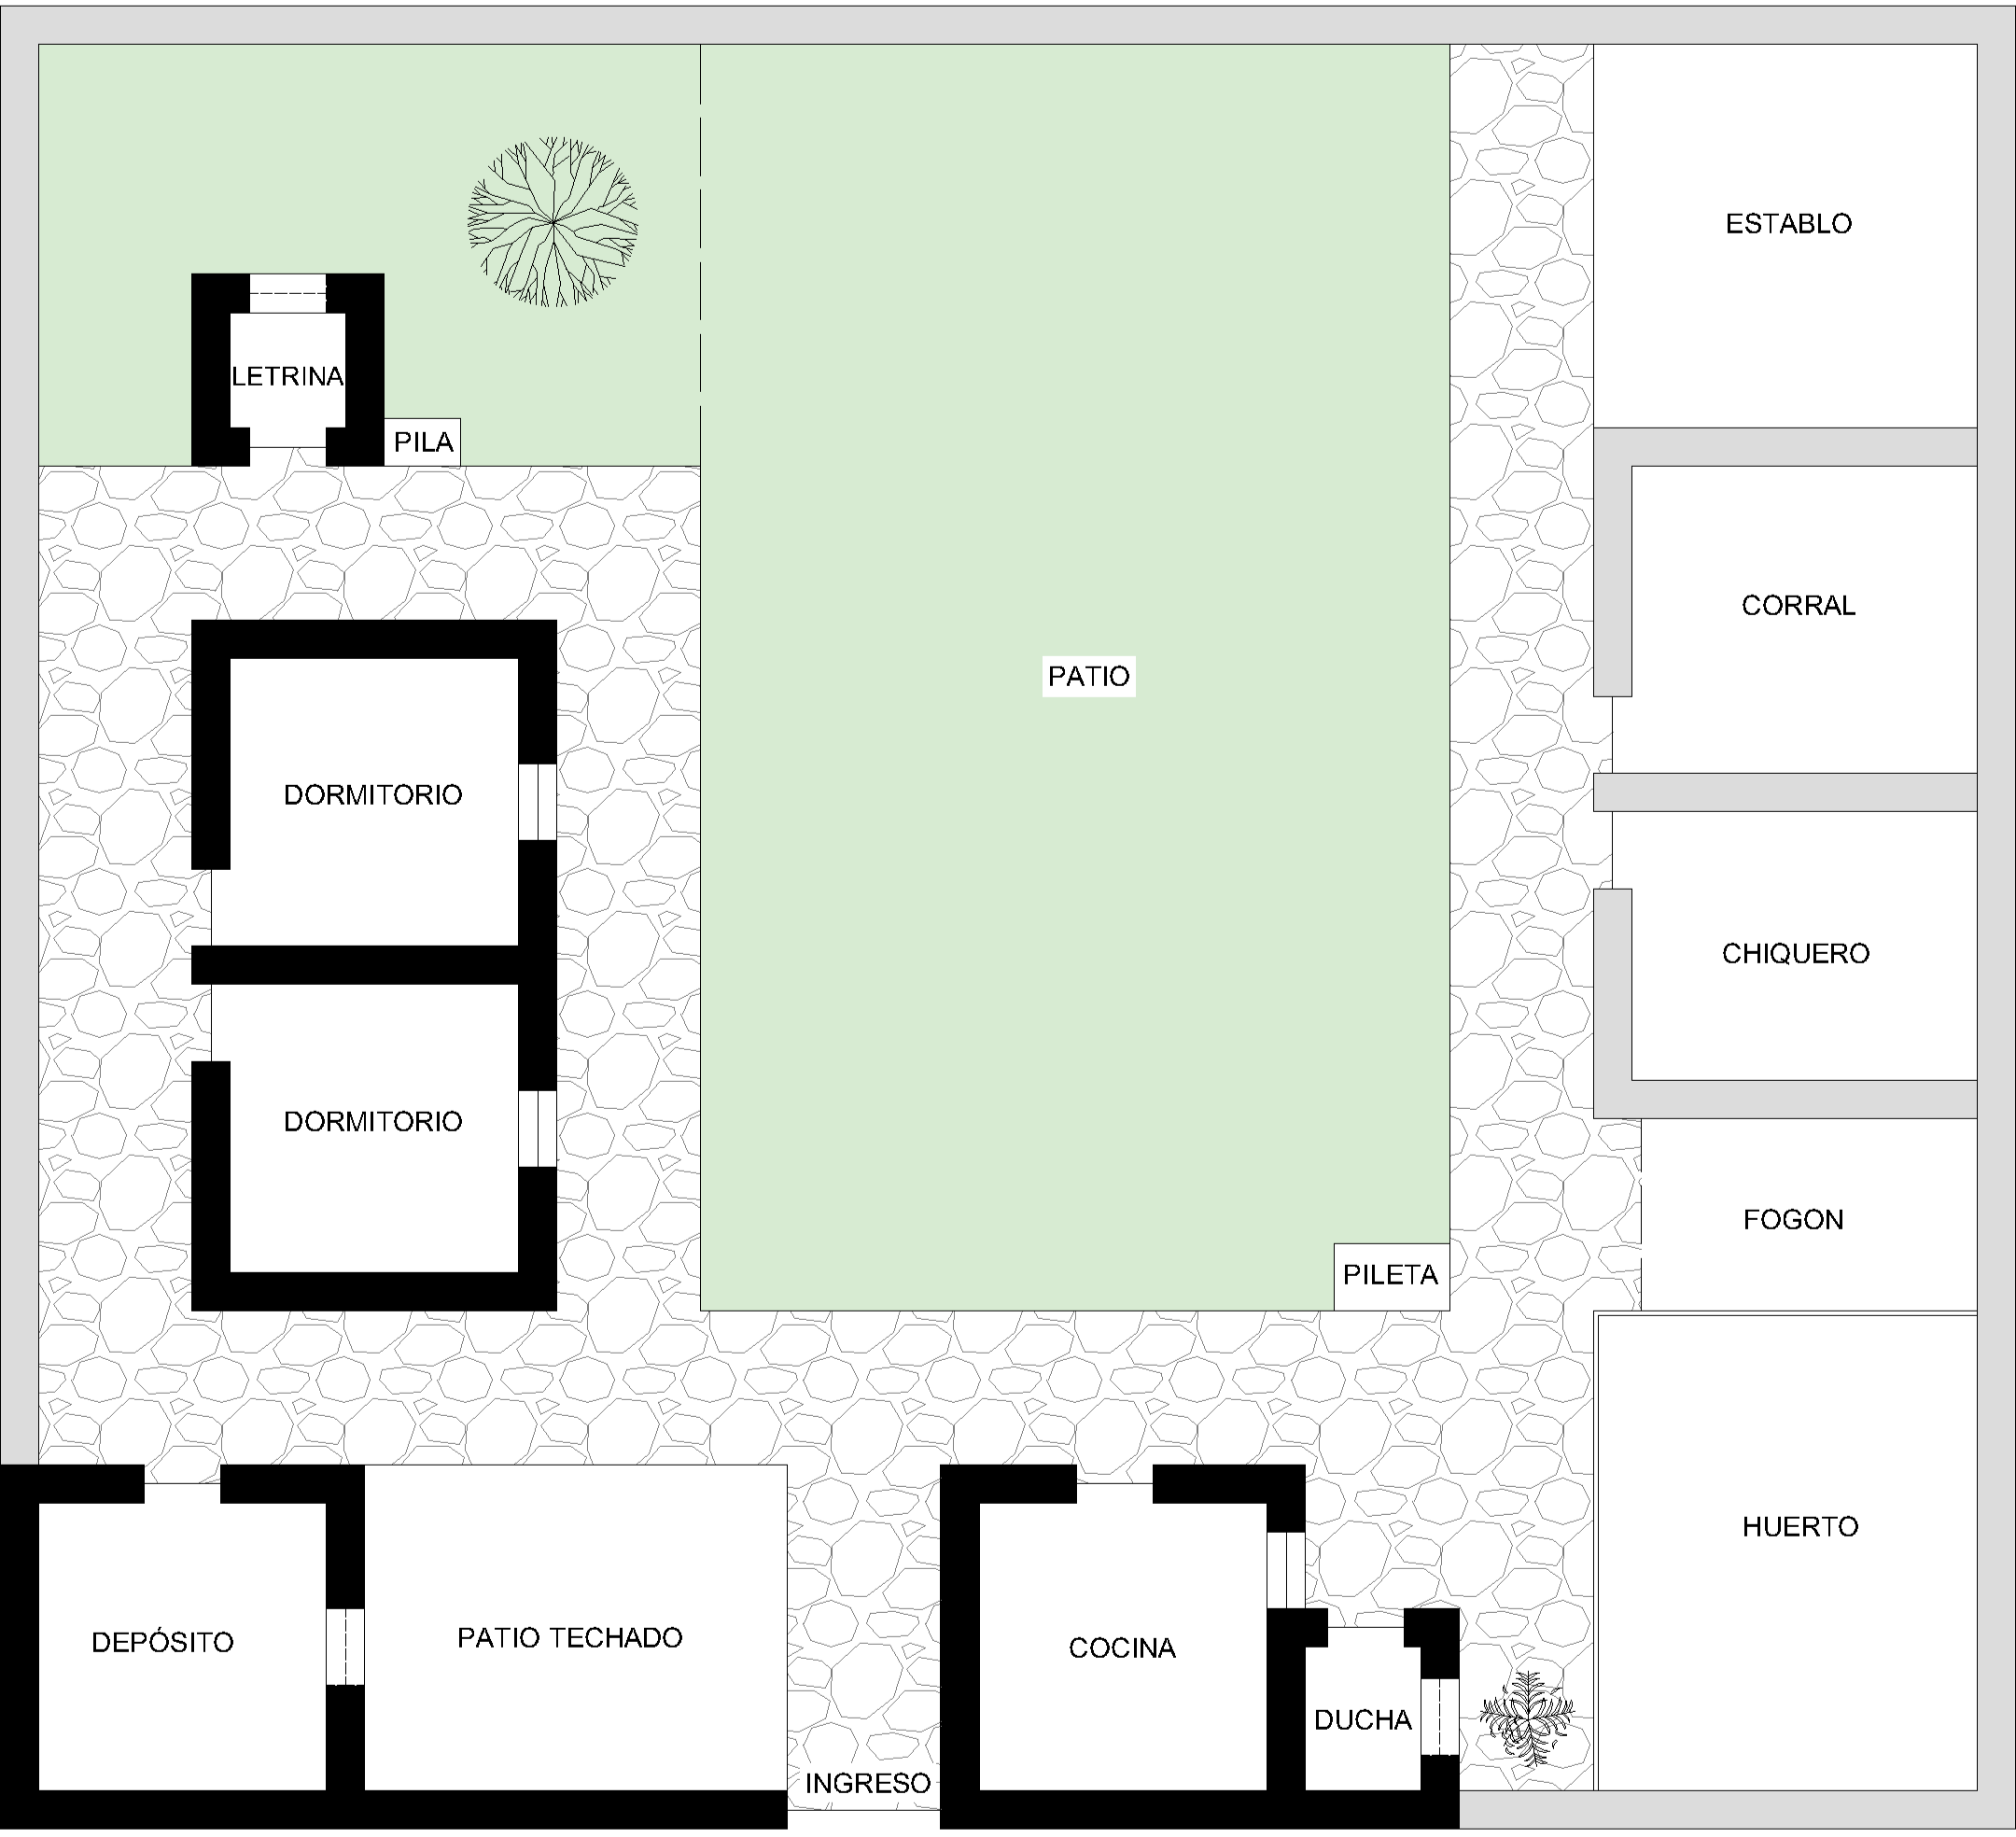 ESTABLO
LETRINA
PILA
CORRAL
PATIO
DORMITORIO
CHIQUERO
DORMITORIO
FOGON
PILETA
HUERTO
DEPÓSITO
PATIO TECHADO
COCINA
DUCHA
INGRESO